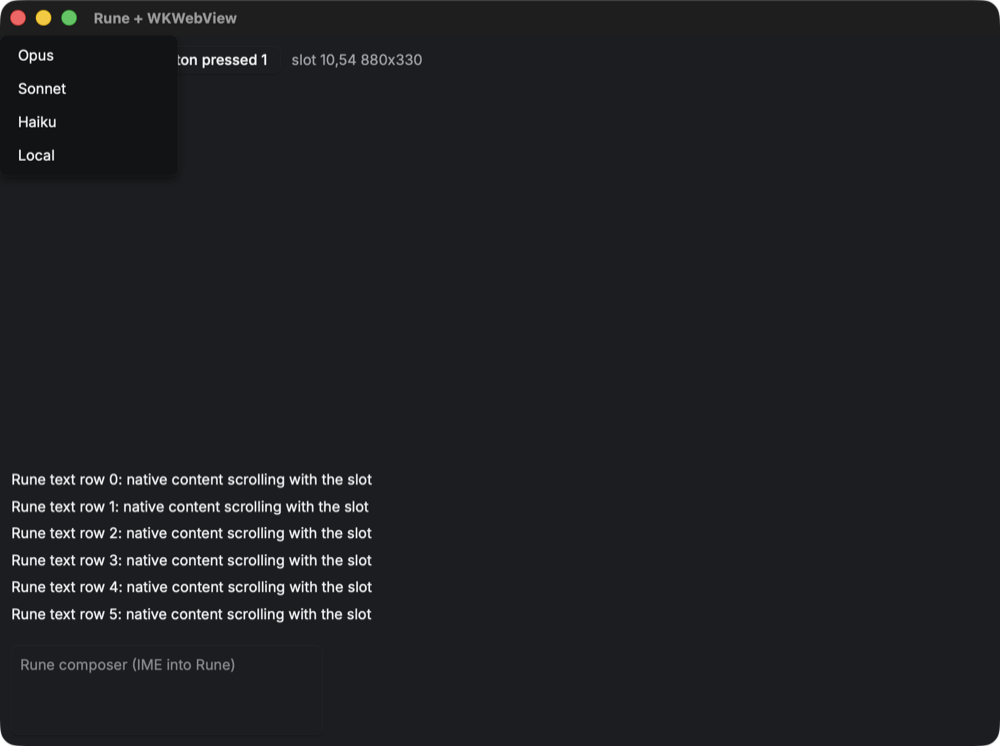 Rune + WKWebView
Opus
Sonnet
Haiku
Local
ton pressed 1
slot 10,54 880x330
Rune text row 0: native content scrolling with the slot
Rune text row 1: native content scrolling with the slot
Rune text row 2: native content scrolling with the slot
Rune text row 3: native content scrolling with the slot
Rune text row 4: native content scrolling with the slot
Rune text row 5: native content scrolling with the slot
Rune composer (IME into Rune)